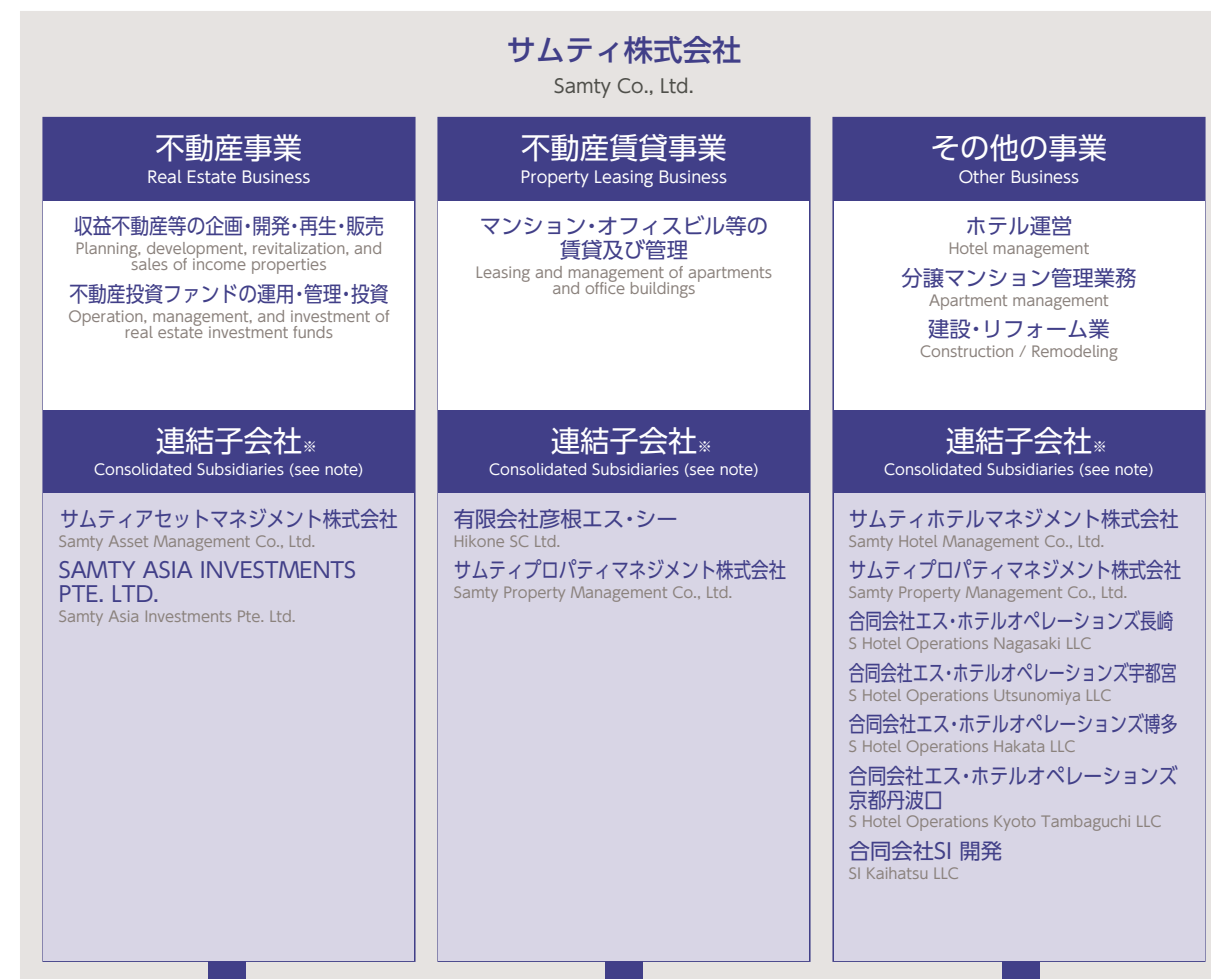 サムティ株式会社
Samty Co., Ltd.
不動産事業
Real Estate Business
収益不動産等の企画・開発・再生・販売
Planning, development, revitalization, and
sales of income properties
不動産投資ファンドの運用・管理・投資
Operation, management, and investment of
real estate investment funds
連結子会社※
Consolidated Subsidiaries (see note)
サムティアセットマネジメント株式会社
Samty Asset Management Co., Ltd.
SAMTY ASIA INVESTMENTS
PTE. LTD.
Samty Asia Investments Pte. Ltd.
不動産賃貸事業
Property Leasing Business
マンション・オフィスビル等の
賃貸及び管理
Leasing and management of apartments
and office buildings
連結子会社※
Consolidated Subsidiaries (see note)
有限会社彦根エス・シー
Hikone SC Ltd.
サムティプロパティマネジメント株式会社
Samty Property Management Co., Ltd.
その他の事業
Other Business
ホテル運営
Hotel management
分譲マンション管理業務
Apartment management
建設・リフォーム業
Construction / Remodeling
連結子会社※
Consolidated Subsidiaries (see note)
サムティホテルマネジメント株式会社
Samty Hotel Management Co., Ltd.
サムティプロパティマネジメント株式会社
Samty Property Management Co., Ltd.
合同会社エス・ホテルオペレーションズ長崎
S Hotel Operations Nagasaki LLC
合同会社エス・ホテルオペレーションズ宇都宮
S Hotel Operations Utsunomiya LLC
合同会社エス・ホテルオペレーションズ博多
S Hotel Operations Hakata LLC
合同会社エス・ホテルオペレーションズ
京都丹波口
S Hotel Operations Kyoto Tambaguchi LLC
合同会社SI 開発
SI Kaihatsu LLC